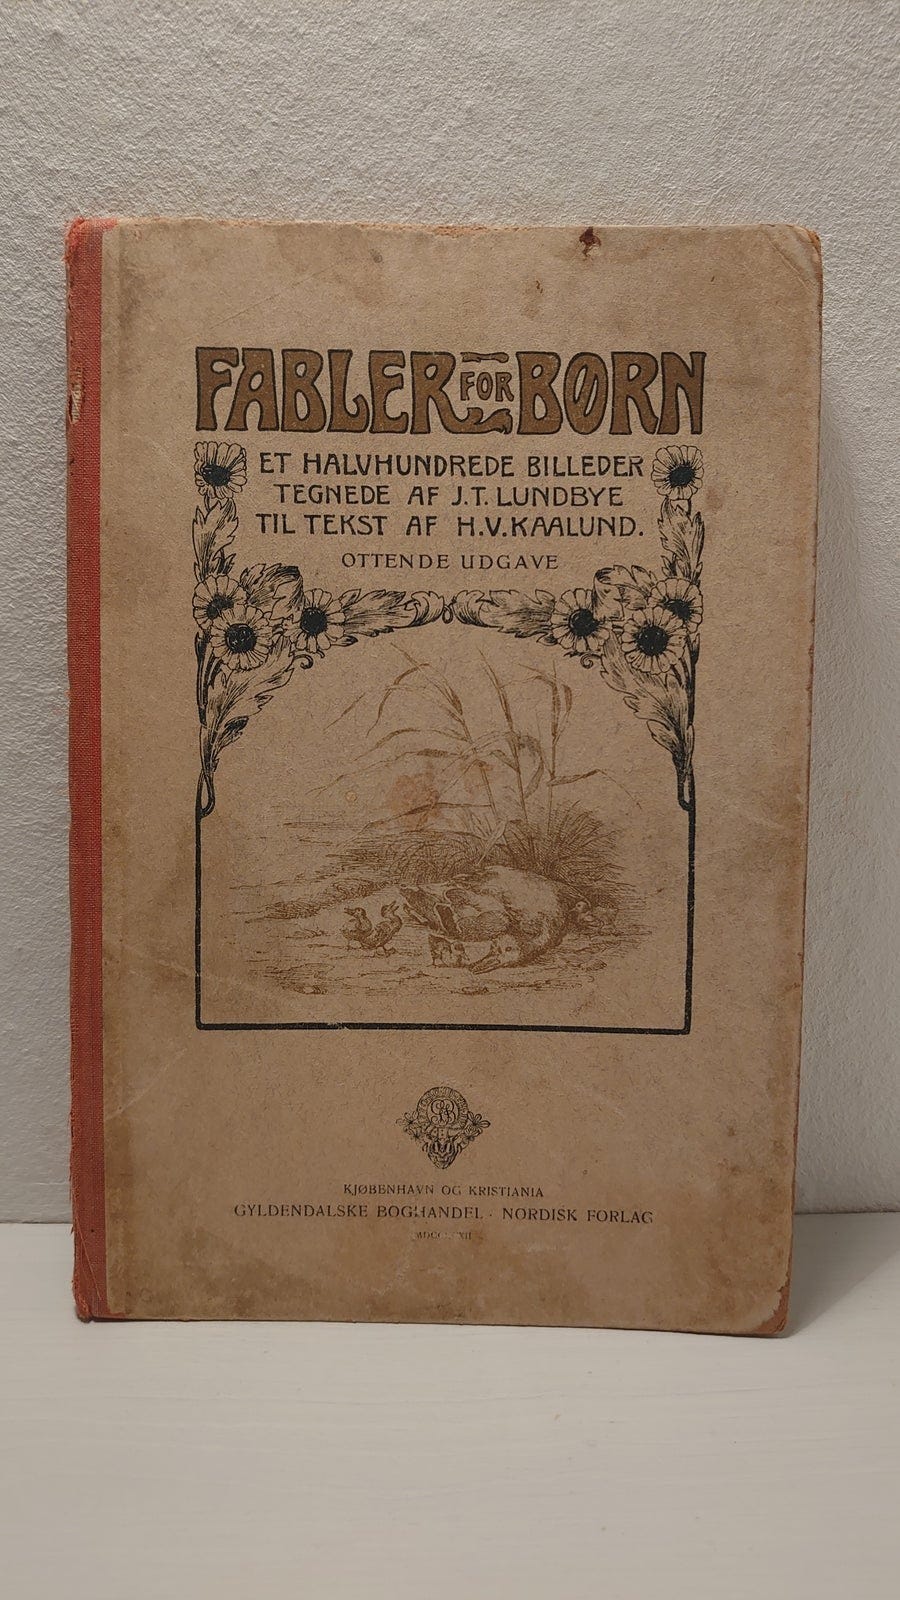 FABLER FOR BØRN
ET HALVHUNDREDE BILLEDER
TEGNEDE AF J.T. LUNDBYE
TIL TEKST AF H.V. KAALUND.
OTTENDE UDGAVE
KJØBENHAVN OG KRISTIANIA
GYLDENDALSKE BOGHANDEL · NORDISK FORLAG